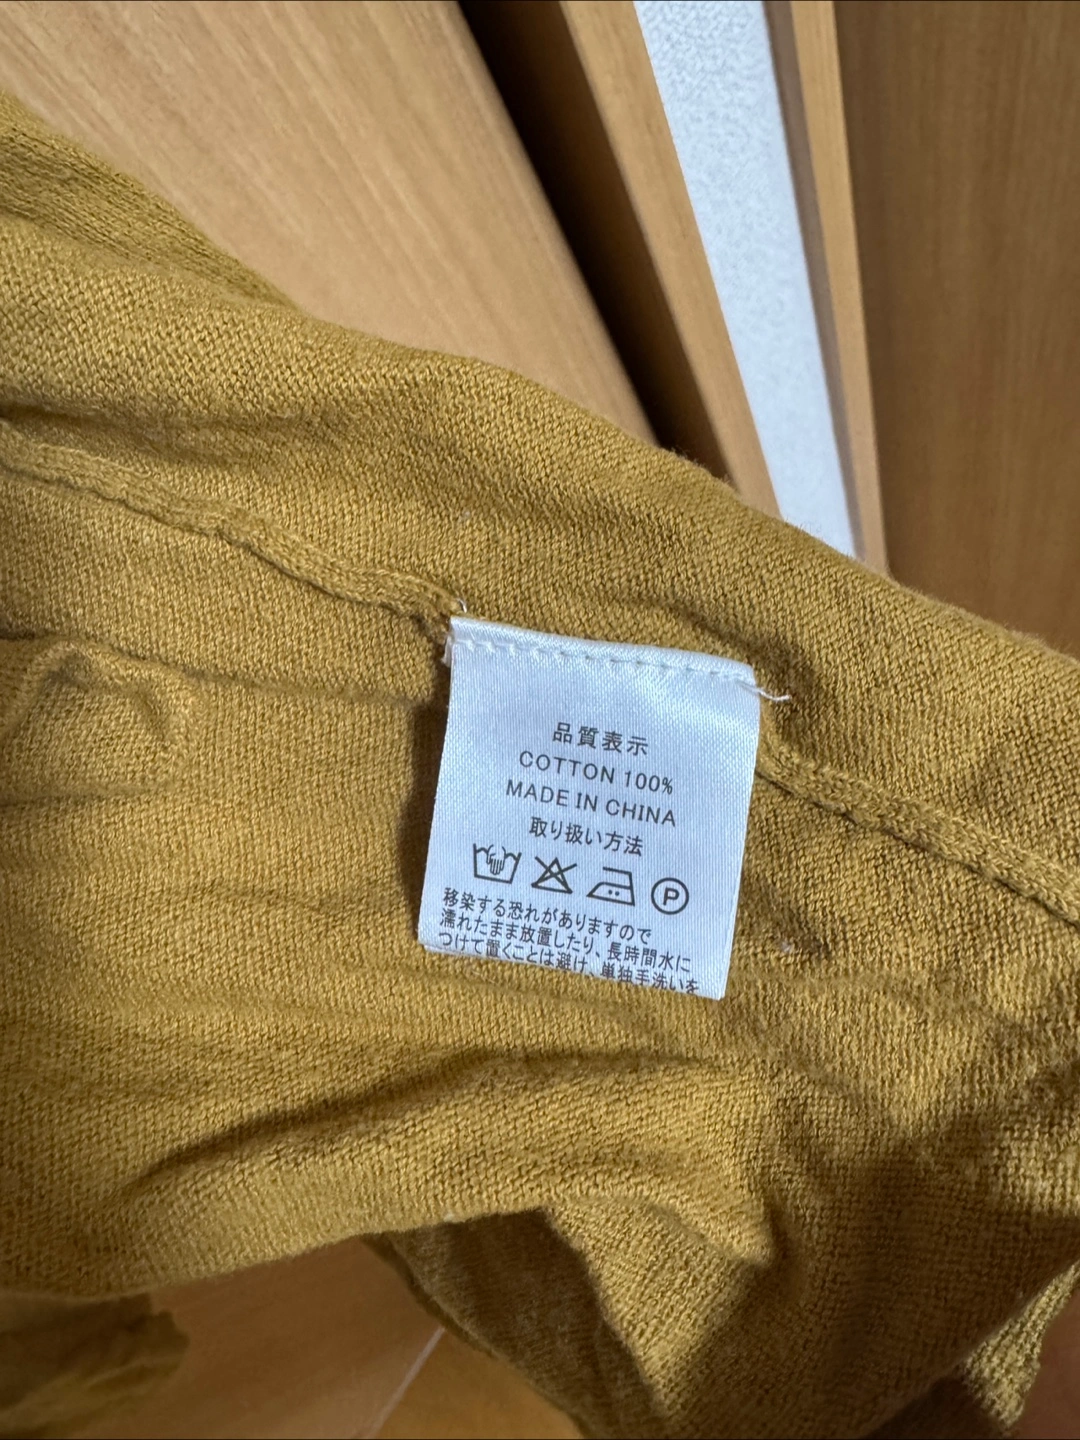 品質表示
COTTON 100%
MADE IN CHINA
取り扱い方法
P
移染する恐れがありますので
濡れたまま放置したり、長時間水に
つけて置くことは避け、単独手洗いを